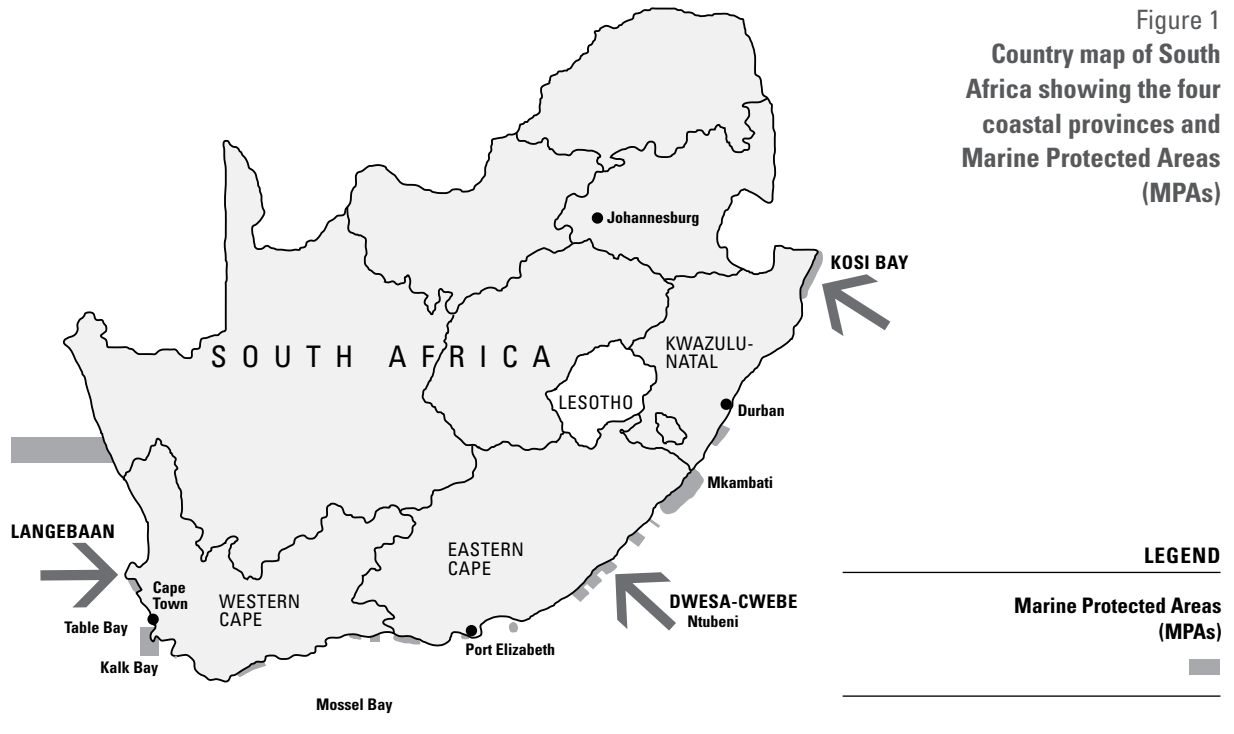 Figure 1
Country map of South
Africa showing the four
coastal provinces and
Marine Protected Areas
(MPAs)
Johannesburg
KOSI BAY
KWAZULU-
NATAL
SOUTH AFRICA
LESOTHO
Durban
Mkambati
LANGEBAAN
EASTERN
CAPE
LEGEND
Cape
Town
WESTERN
CAPE
DWESA-CWEBE
Ntubeni
Marine Protected Areas
(MPAs)
Table Bay
Port Elizabeth
Kalk Bay
Mossel Bay